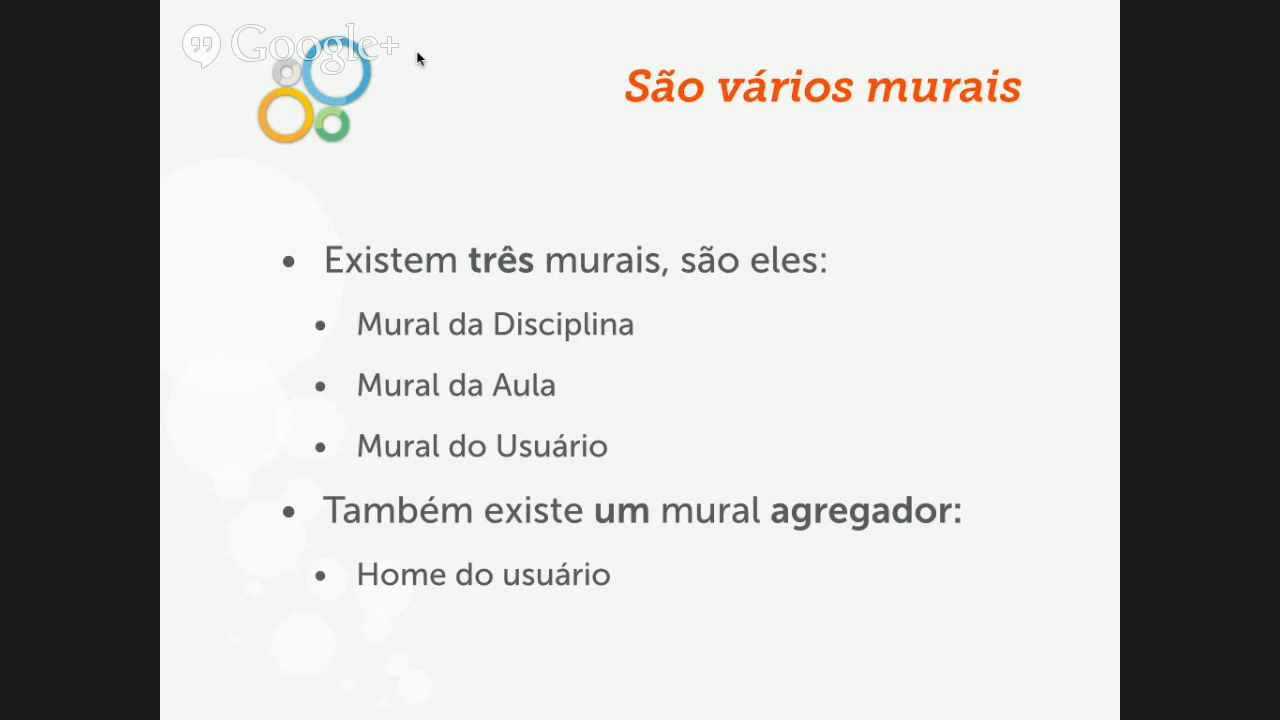 Google+
São vários murais
• Existem três murais, são eles:
• Mural da Disciplina
• Mural da Aula
• Mural do Usuário
• Também existe um mural agregador:
• Home do usuário